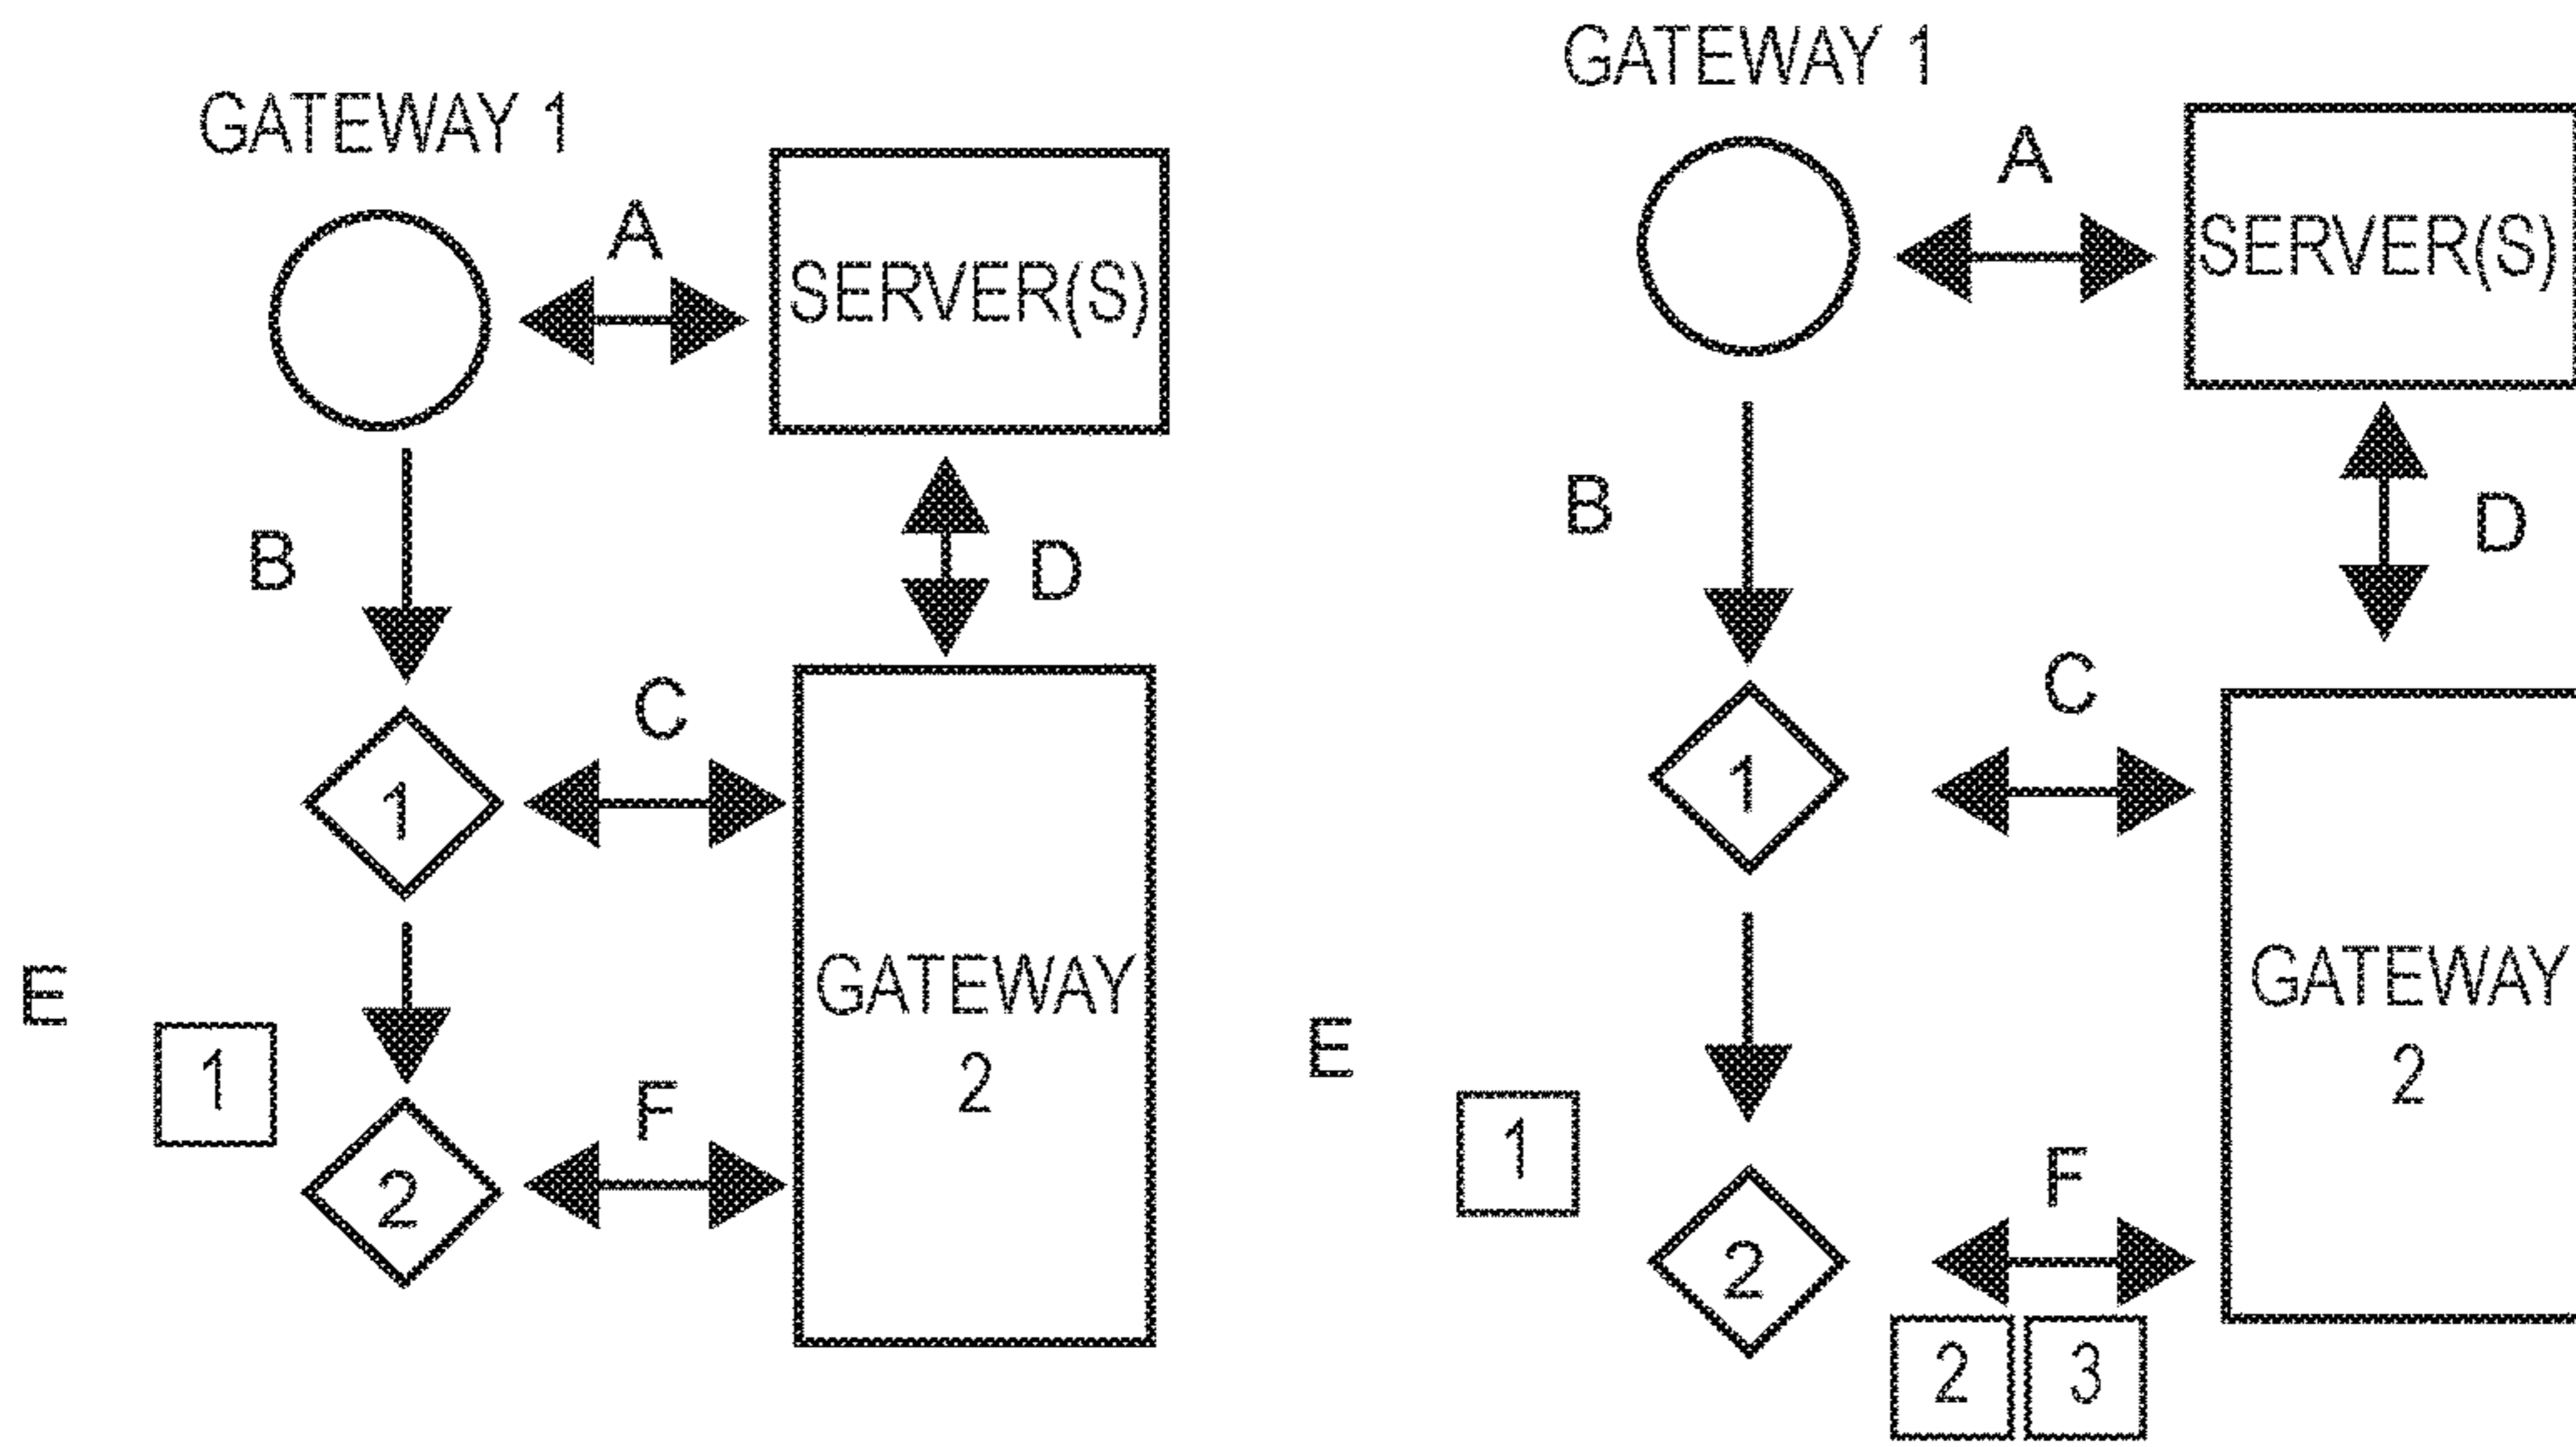 GATEWAY 1
A
SERVER(S)
B
D
C
1
E
GATEWAY
2
1
F
2
GATEWAY 1
A
SERVER(S)
B
D
C
1
E
GATEWAY
2
1
F
2
2 3